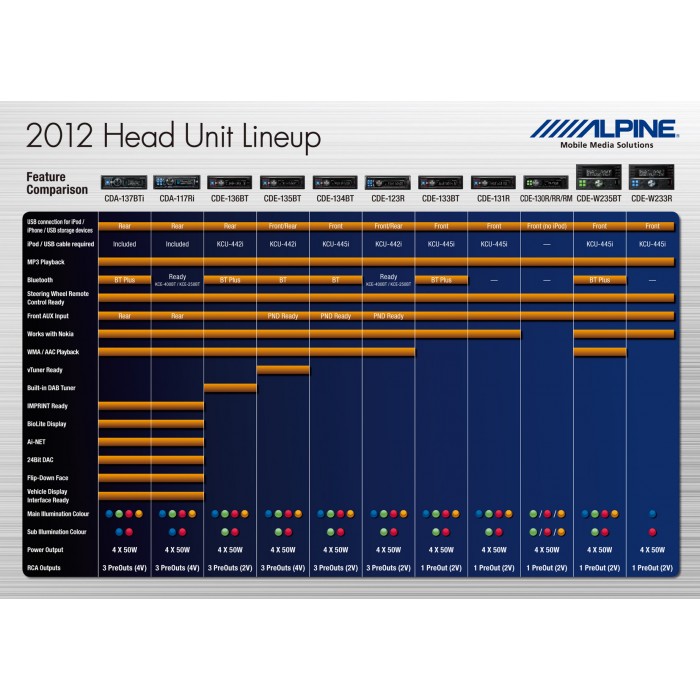 2012 Head Unit Lineup
ALPINE®
Mobile Media Solutions
Feature
Comparison
CDA-137BTi CDA-117Ri CDE-136BT CDE-135BT CDE-134BT CDE-123R CDE-133BT CDE-131R CDE-130R/RR/RM CDE-W235BT CDE-W233R
USB connection for iPod /
iPhone / USB storage devices Rear Rear Rear Front/Rear Front Front/Rear Front Front Front (no iPod) Front Front
iPod / USB cable required Included Included KCU-442i KCU-442i KCU-445i KCU-442i KCU-445i KCU-445i — KCU-445i KCU-445i
MP3 Playback
Bluetooth BT Plus Ready BT Plus BT BT Ready BT Plus — — BT Plus —
KCE-400BT / KCE-250BT KCE-400BT / KCE-250BT
Steering Wheel Remote
Control Ready
Front AUX Input Rear Rear PND Ready PND Ready PND Ready
Works with Nokia
WMA / AAC Playback
vTuner Ready
Built-in DAB Tuner
IMPRINT Ready
BioLite Display
Ai-NET
24Bit DAC
Flip-Down Face
Vehicle Display
Interface Ready
Main Illumination Colour / /
Sub Illumination Colour / /
Power Output 4 X 50W 4 X 50W 4 X 50W 4 X 50W 4 X 50W 4 X 50W 4 X 50W 4 X 50W 4 X 50W 4 X 50W 4 X 50W
RCA Outputs 3 PreOuts (4V) 3 PreOuts (4V) 3 PreOuts (2V) 3 PreOuts (2V) 3 PreOuts (2V) 3 PreOuts (2V) 1 PreOut (2V) 1 PreOut (2V) 1 PreOut (2V) 1 PreOut (2V) 1 PreOut (2V)